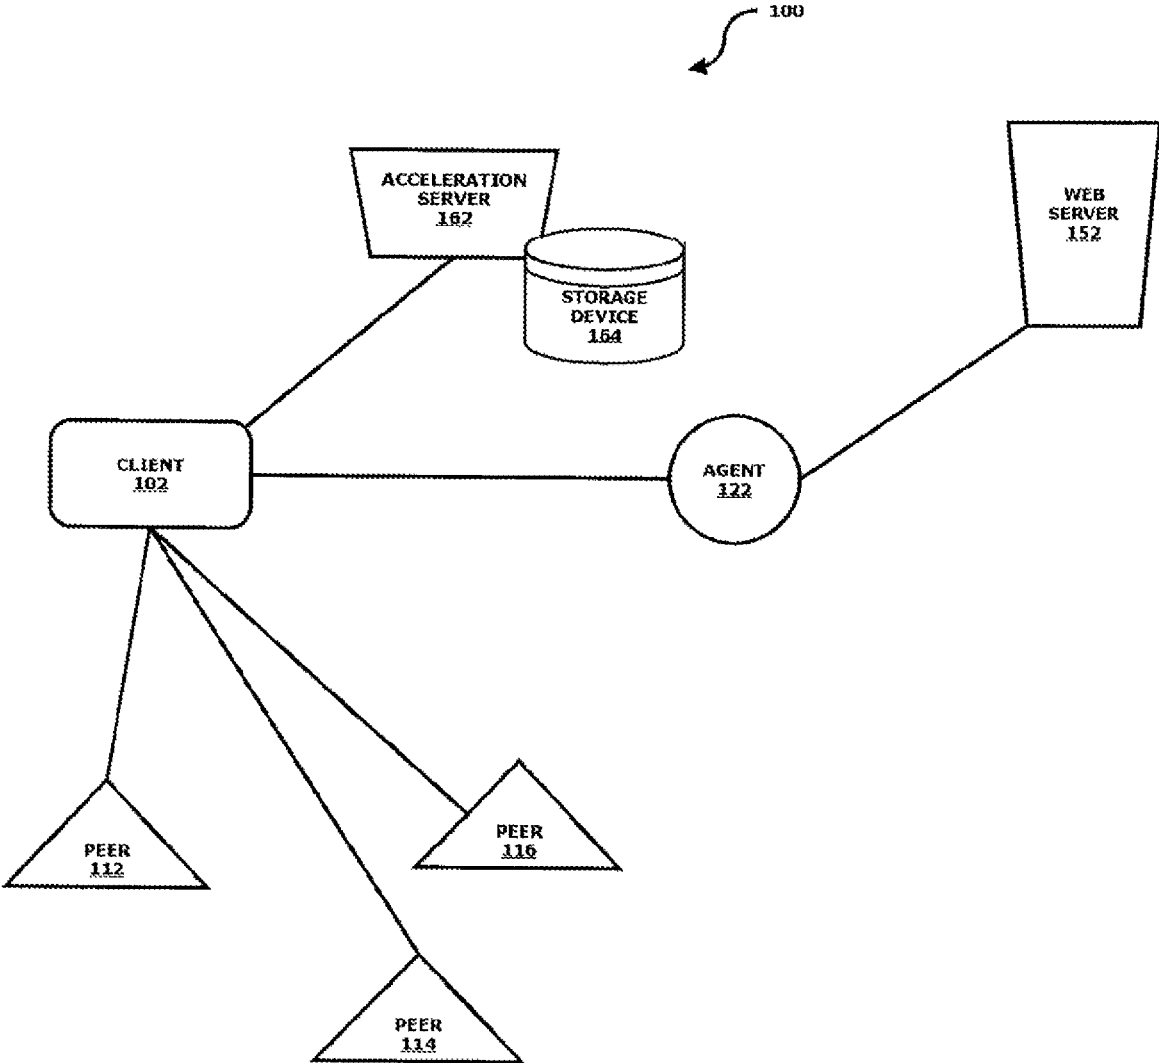 100
ACCELERATION
SERVER
162
WEB
SERVER
152
STORAGE
DEVICE
164
CLIENT
102
AGENT
122
PEER
116
PEER
112
PEER
114